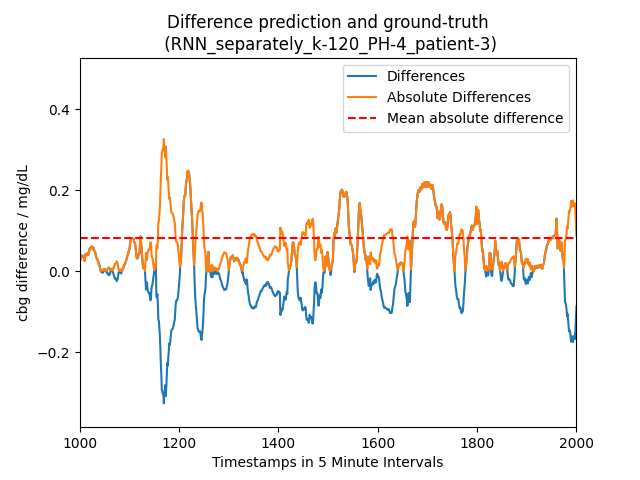 Difference prediction and ground-truth
(RNN_separately_k-120_PH-4_patient-3)
Differences
Absolute Differences
Mean absolute difference
cbg difference / mg/dL
0.4
0.2
0.0
−0.2
1000 1200 1400 1600 1800 2000
Timestamps in 5 Minute Intervals